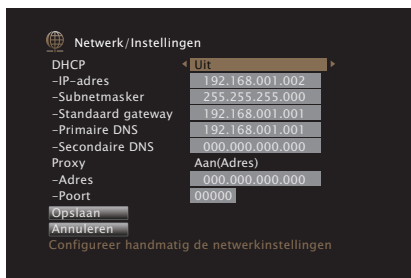 Netwerk/Instellingen
DHCP Uit
–IP-adres 192.168.001.002
–Subnetmasker 255.255.255.000
–Standaard gateway 192.168.001.001
–Primaire DNS 192.168.001.001
–Secondaire DNS 000.000.000.000
Proxy Aan(Adres)
–Adres 000.000.000.000
–Poort 00000
Opslaan
Annuleren
Configureer handmatig de netwerkinstellingen